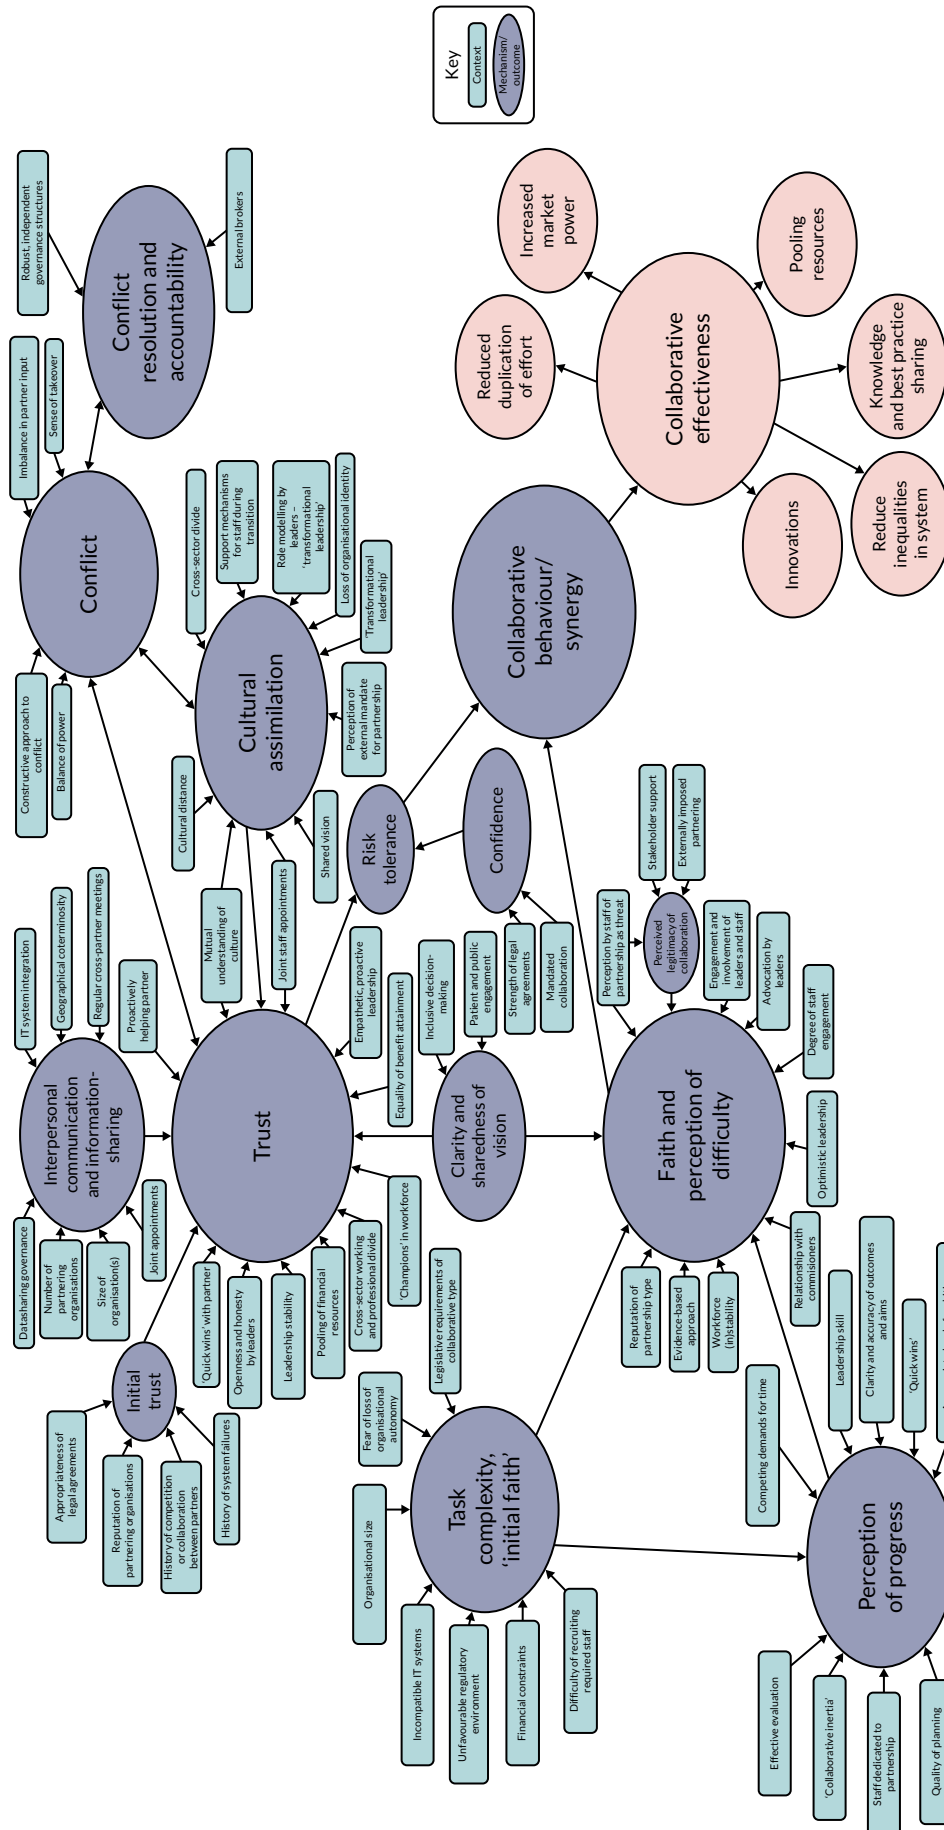 Key
Context
Mechanism/
outcome
Robust, independent
governance structures
Conflict
resolution and
accountability
External brokers
Imbalance in partner input
Sense of takeover
Conflict
Constructive approach to
conflict
Balance of power
Cross-sector divide
Support mechanisms
for staff during
transition
Role modelling by
leaders –
‘transformational
leadership’
Loss of organisational identity
‘Transformational
leadership’
Cultural
assimilation
Perception of
external mandate
for partnership
Cultural distance
Mutual
understanding of
culture
Joint staff appointments
Shared vision
Increased
market
power
Reduced
duplication
of effort
Pooling
resources
Collaborative
effectiveness
Knowledge
and best practice
sharing
Reduce
inequalities
in system
Innovations
Collaborative
behaviour/
synergy
Risk
tolerance
Confidence
Strength of legal
agreements
Mandated
collaboration
IT system integration
Geographical coterminosity
Regular cross-partner meetings
Proactively
helping partner
Interpersonal
communication
and information-
sharing
Datasharing governance
Number of
partnering
organisations
Size of
organisation(s)
Joint appointments
Trust
Empathetic, proactive
leadership
Equality of benefit attainment
Inclusive decision-
making
Patient and public
engagement
Clarity and
sharedness of
vision
‘Quick wins’ with partner
Openness and honesty
by leaders
Leadership stability
Pooling of financial
resources
Cross-sector working
and professional divide
‘Champions’ in workforce
Initial
trust
Appropriateness of
legal agreements
Reputation of
partnering organisations
History of competition
or collaboration
between partners
History of system failures
Stakeholder support
Externally imposed
partnering
Perception by staff of
partnership as threat
Perceived
legitimacy of
collaboration
Engagement and
involvement of
leaders and staff
Advocation by
leaders
Degree of staff
engagement
Optimistic leadership
Faith and
perception of
difficulty
Reputation of
partnership type
Evidence-based
approach
Workforce
(in)stability
Relationship with
commisioners
Legislative requirements of
collaborative type
Fear of loss of
organisational
autonomy
Organisational size
Task
complexity,
‘initial faith’
Incompatible IT systems
Unfavourable regulatory
environment
Financial constraints
Difficulty of recruiting
required staff
Competing demands for time
Leadership skill
Clarity and accuracy of outcomes
and aims
‘Quick wins’
Perception
of progress
Effective evaluation
‘Collaborative inertia’
Staff dedicated to
partnership
Quality of planning